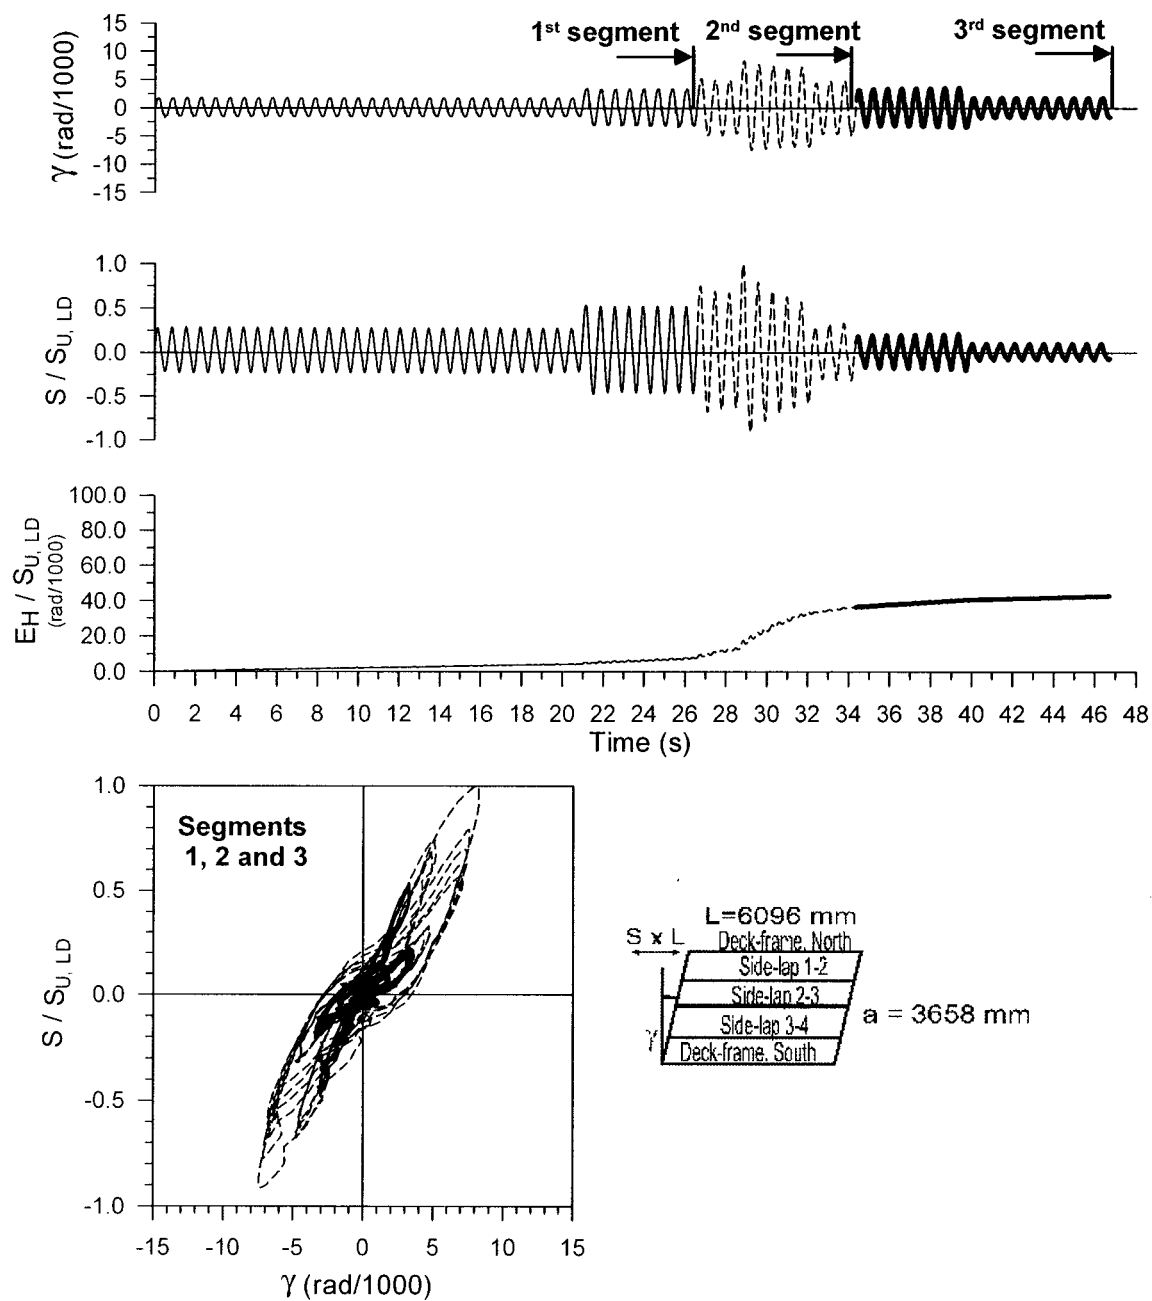 1st segment
2nd segment
3rd segment
15
10
5
0
-5
-10
-15
γ (rad/1000)
1.0
0.5
0.0
-0.5
-1.0
S / SU, LD
100.0
80.0
60.0
40.0
20.0
0.0
EH / SU, LD
(rad/1000)
0 2 4 6 8 10 12 14 16 18 20 22 24 26 28 30 32 34 36 38 40 42 44 46 48
Time (s)
1.0
0.5
0.0
-0.5
-1.0
S / SU, LD
Segments
1, 2 and 3
-15 -10 -5 0 5 10 15
γ (rad/1000)
L=6096 mm
S x L
Deck-frame, North
Side-lap 1-2
Side-lap 2-3
Side-lap 3-4
Deck-frame, South
γ
a = 3658 mm